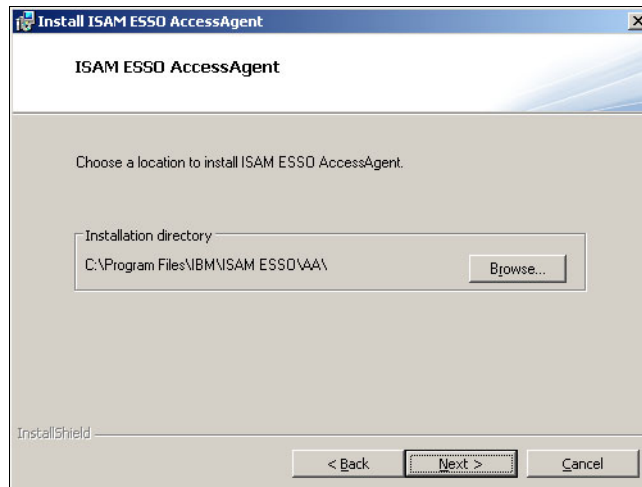 Install ISAM ESSO AccessAgent
ISAM ESSO AccessAgent
Choose a location to install ISAM ESSO AccessAgent.
Installation directory
C:\Program Files\IBM\ISAM ESSO\AA\
Browse...
InstallShield
< Back
Next >
Cancel